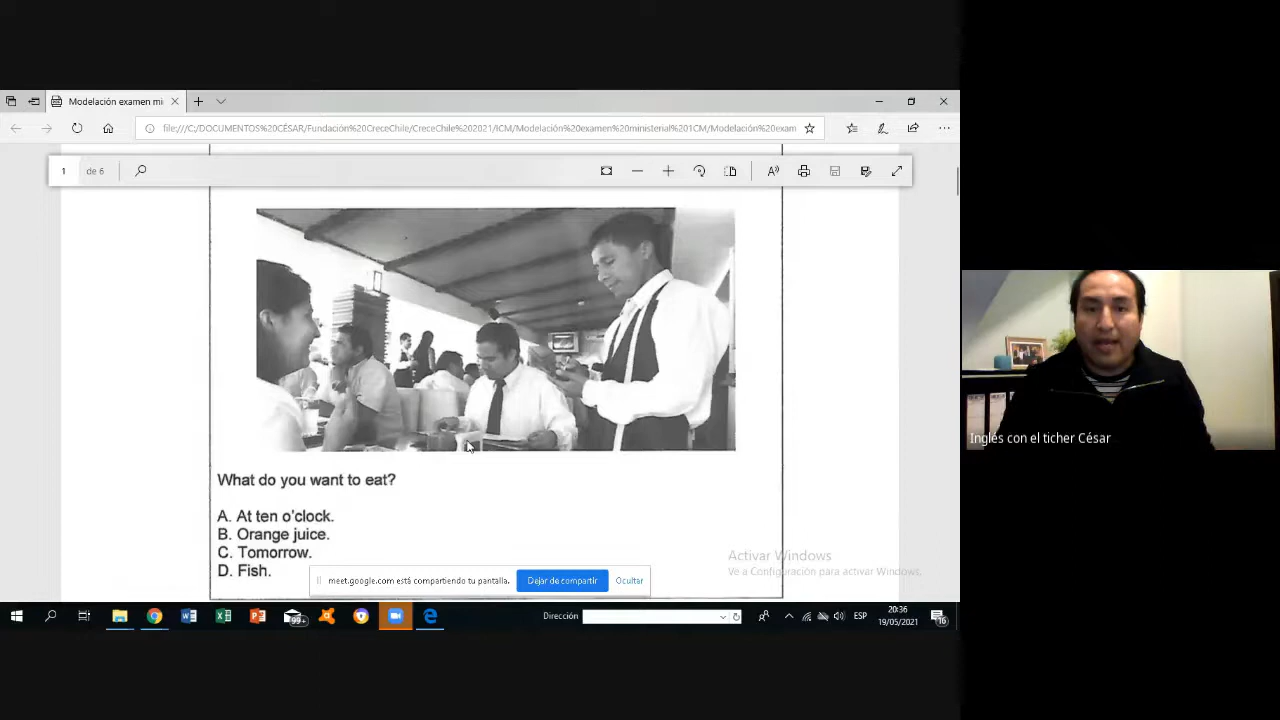 Modelación examen mi
file:///C:/DOCUMENTOS%20CÉSAR/Fundación%20CreceChile/CreceChile%202021/ICM/Modelación%20examen%20ministerial%201CM/Modelación%20exam
1 de 6
What do you want to eat?
A. At ten o'clock.
B. Orange juice.
C. Tomorrow.
D. Fish.
Activar Windows
Ve a Configuración para activar Windows.
meet.google.com está compartiendo tu pantalla.
Dejar de compartir
Ocultar
Inglés con el ticher César
99+
Dirección
ESP
20:36
19/05/2021
16